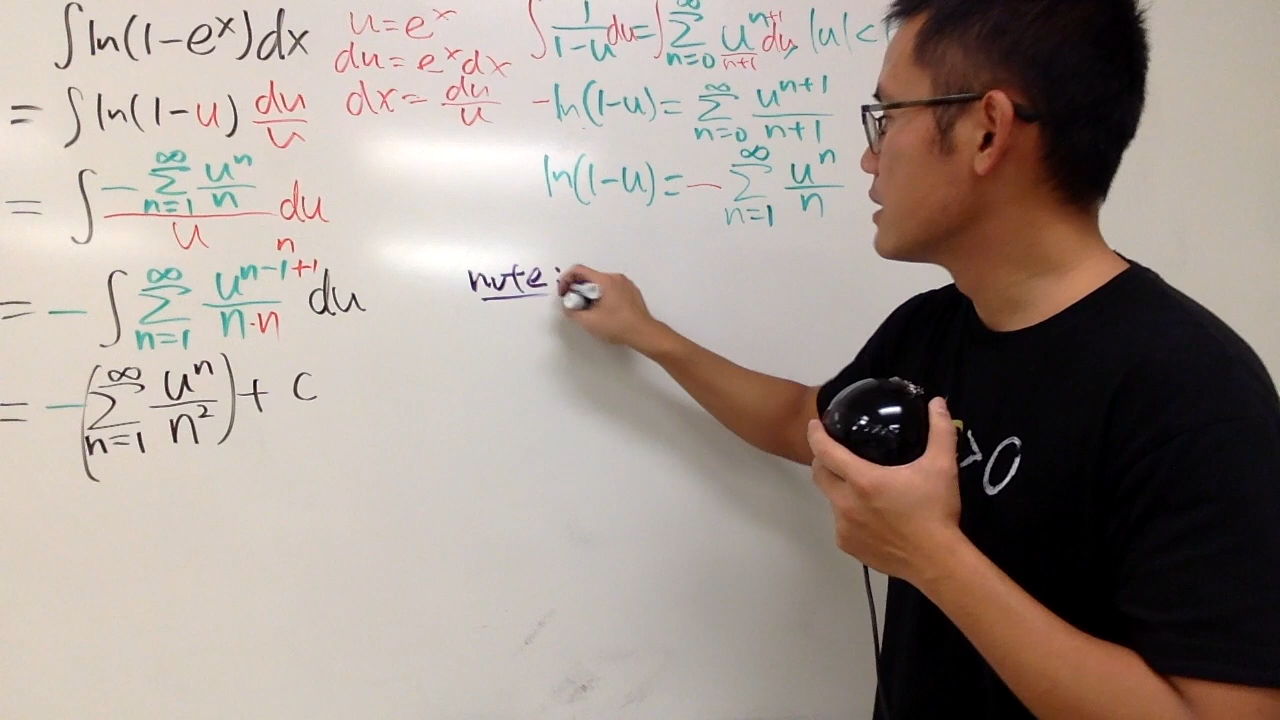 ∫ln(1-eˣ)dx
= ∫ln(1-u) du/u
= ∫ -∑_{n=1}^{∞} uⁿ/n / u du
= -∫ ∑_{n=1}^{∞} u^{n-1+1}/(n·n) du
= -(∑_{n=1}^{∞} uⁿ/n²) + C
u=eˣ
du=eˣdx
dx=du/u
∫ 1/(1-u) du = ∫ ∑_{n=0}^{∞} u^{n+1}/(n+1) du, |u|<
-ln(1-u) = ∑_{n=0}^{∞} u^{n+1}/(n+1)
ln(1-u) = -∑_{n=1}^{∞} uⁿ/n
note:
>0